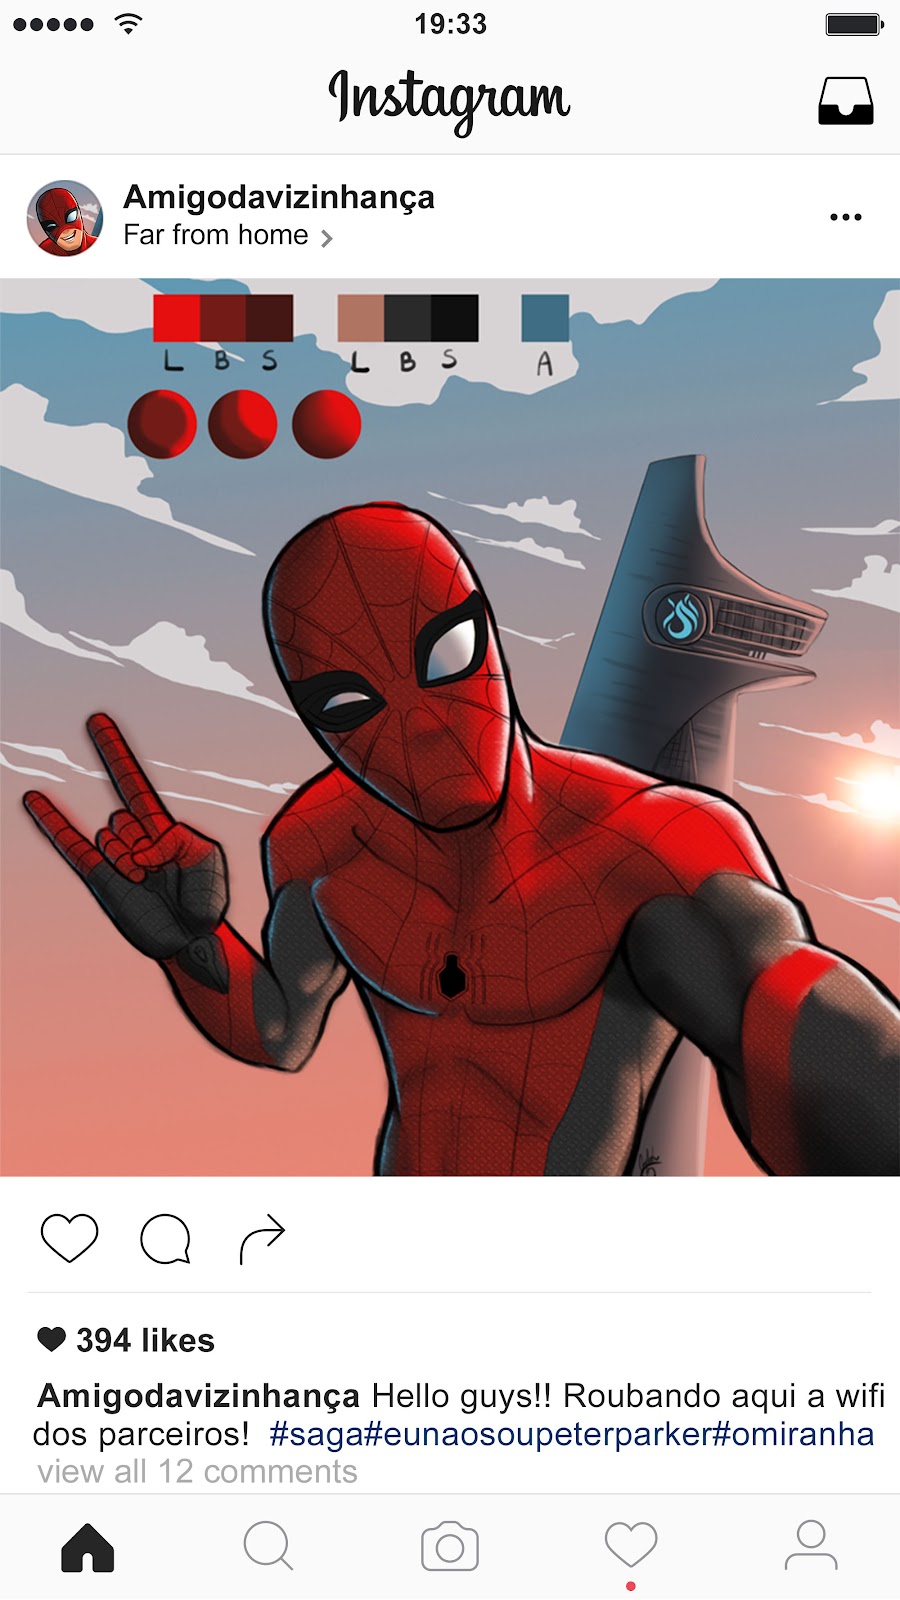 19:33
Instagram
Amigodavizinhança
Far from home
L B S L B S A
394 likes
Amigodavizinhança Hello guys!! Roubando aqui a wifi
dos parceiros! #saga#eunaosoupeterparker#omiranha
view all 12 comments